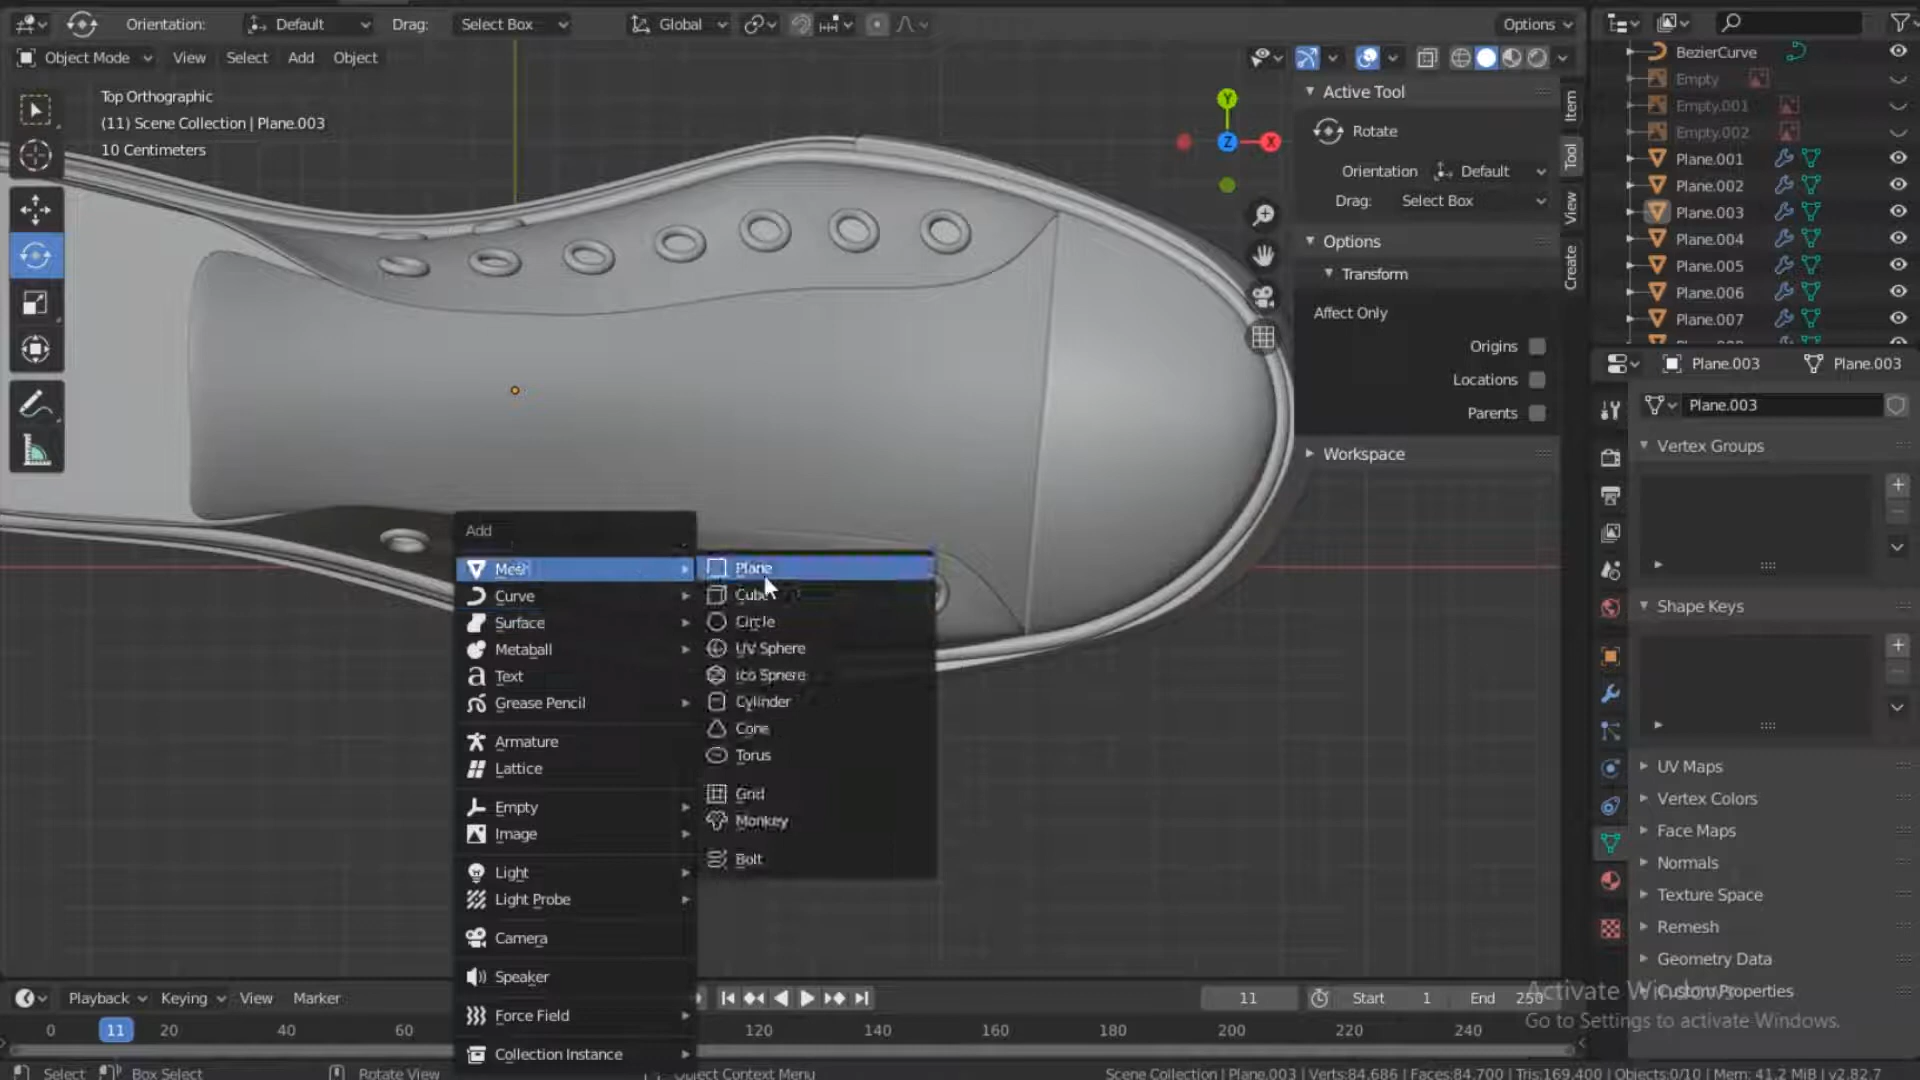 Orientation: Default Drag: Select Box Global Options
Object Mode View Select Add Object
Top Orthographic
(11) Scene Collection | Plane.003
10 Centimeters
Y
Z
X
Active Tool
Rotate
Orientation Default
Drag: Select Box
Options
Transform
Affect Only
Origins
Locations
Parents
Workspace
Item
Tool
View
Create
BezierCurve
Empty
Empty.001
Empty.002
Plane.001
Plane.002
Plane.003
Plane.004
Plane.005
Plane.006
Plane.007
Plane.003 Plane.003
Plane.003
Vertex Groups
Shape Keys
UV Maps
Vertex Colors
Face Maps
Normals
Texture Space
Remesh
Geometry Data
Custom Properties
Add
Mesh
Curve
Surface
Metaball
Text
Grease Pencil
Armature
Lattice
Empty
Image
Light
Light Probe
Camera
Speaker
Force Field
Collection Instance
Plane
Cube
Circle
UV Sphere
Ico Sphere
Cylinder
Cone
Torus
Grid
Monkey
Bolt
Activate Windows
Go to Settings to activate Windows.
Playback Keying View Marker 11 Start 1 End 250
0 11 20 40 60 120 140 160 180 200 220 240
Select Box Select Rotate View Object Context Menu Scene Collection | Plane.003 | Verts:84,686 | Faces:84,700 | Tris:169,400 | Objects:0/10 | Mem: 41.2 MiB | v2.82.7